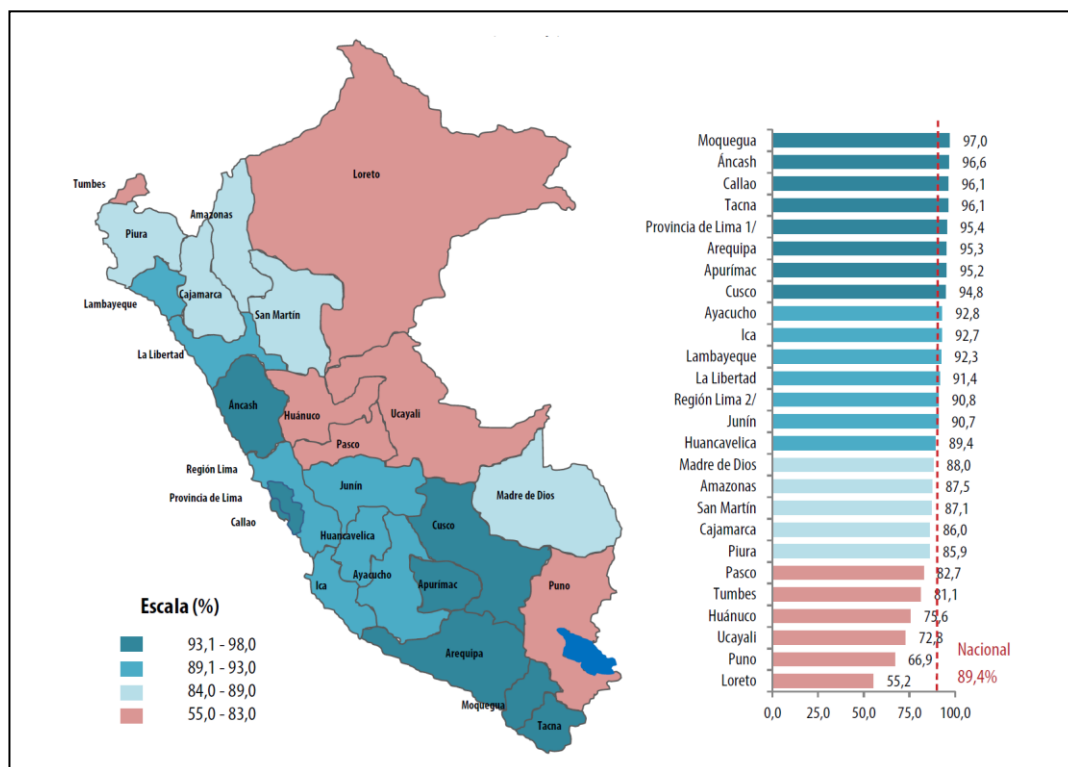 Loreto
Tumbes
Amazonas
Piura
Lambayeque
Cajamarca
San Martín
La Libertad
Áncash
Huánuco
Ucayali
Pasco
Región Lima
Junín
Madre de Dios
Provincia de Lima
Callao
Cusco
Huancavelica
Ica
Ayacucho
Apurímac
Puno
Arequipa
Moquegua
Tacna
Escala (%)
93,1 - 98,0
89,1 - 93,0
84,0 - 89,0
55,0 - 83,0
Moquegua 97,0
Áncash 96,6
Callao 96,1
Tacna 96,1
Provincia de Lima 1/ 95,4
Arequipa 95,3
Apurímac 95,2
Cusco 94,8
Ayacucho 92,8
Ica 92,7
Lambayeque 92,3
La Libertad 91,4
Región Lima 2/ 90,8
Junín 90,7
Huancavelica 89,4
Madre de Dios 88,0
Amazonas 87,5
San Martín 87,1
Cajamarca 86,0
Piura 85,9
Pasco 82,7
Tumbes 81,1
Huánuco 75,6
Ucayali 72,8
Puno 66,9
Loreto 55,2
Nacional
89,4%
0,0 25,0 50,0 75,0 100,0